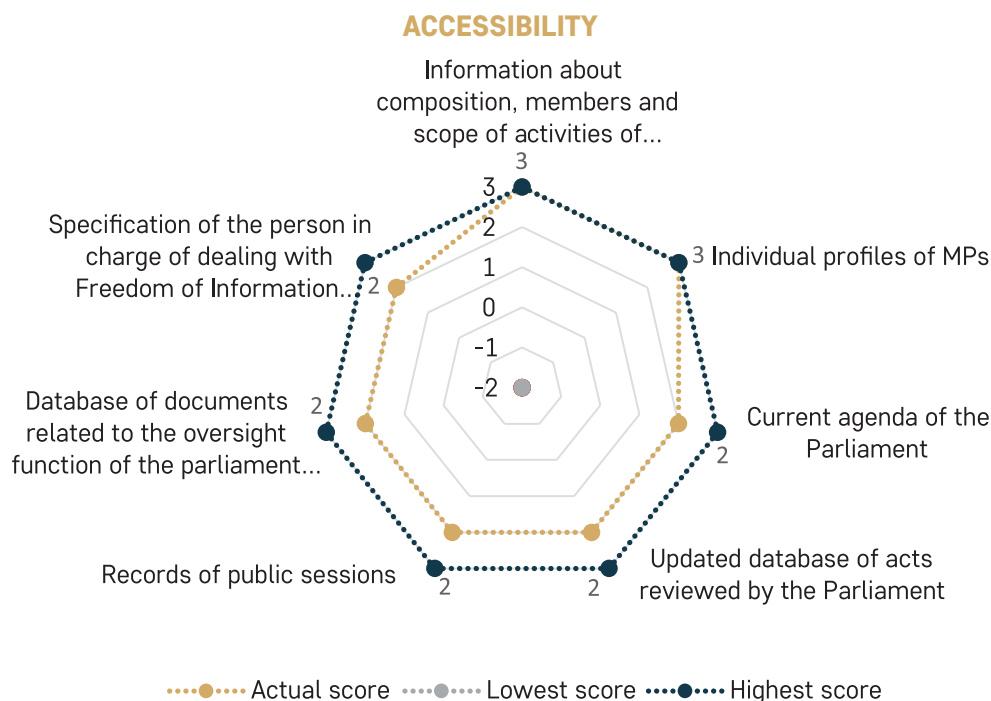 ACCESSIBILITY
Information about
composition, members and
scope of activities of...
3
3
2
1
0
-1
-2
3 Individual profiles of MPs
Current agenda of the
Parliament
2
Updated database of acts
reviewed by the Parliament
2
Records of public sessions
2
Database of documents
related to the oversight
function of the parliament...
2
Specification of the person in
charge of dealing with
Freedom of Information...
2
Actual score Lowest score Highest score